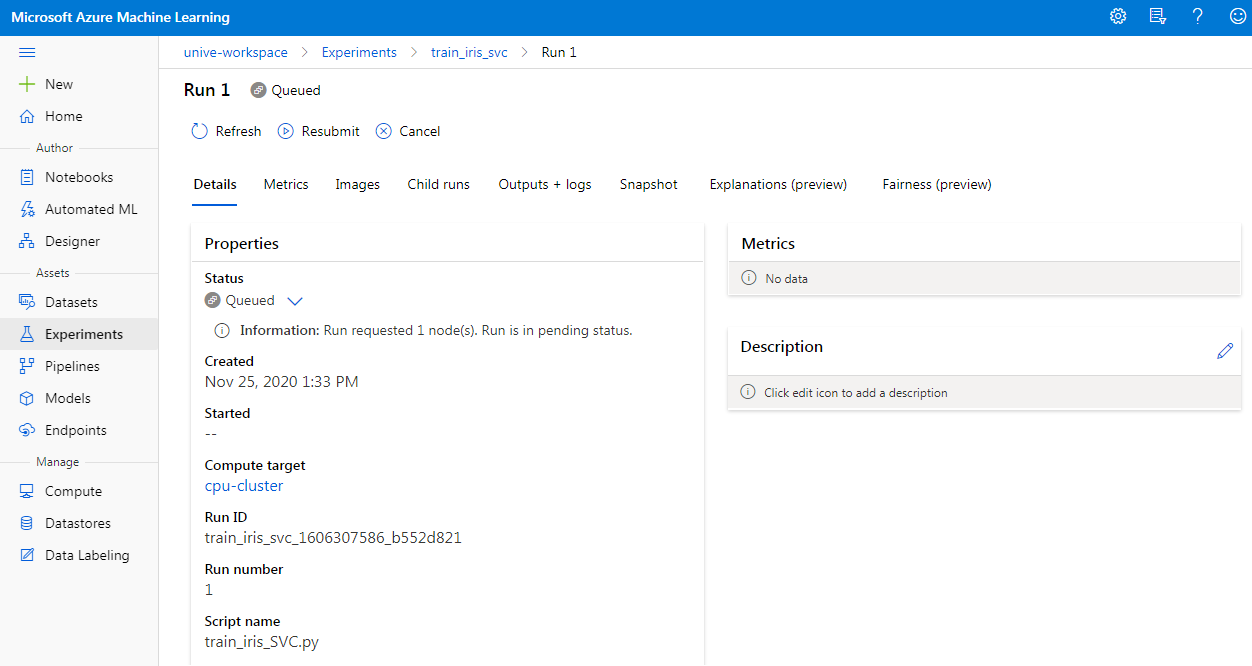 Microsoft Azure Machine Learning
unive-workspace > Experiments > train_iris_svc > Run 1
New
Home
Author
Notebooks
Automated ML
Designer
Assets
Datasets
Experiments
Pipelines
Models
Endpoints
Manage
Compute
Datastores
Data Labeling
Run 1 Queued
Refresh Resubmit Cancel
Details Metrics Images Child runs Outputs + logs Snapshot Explanations (preview) Fairness (preview)
Properties
Status
Queued
Information: Run requested 1 node(s). Run is in pending status.
Created
Nov 25, 2020 1:33 PM
Started
--
Compute target
cpu-cluster
Run ID
train_iris_svc_1606307586_b552d821
Run number
1
Script name
train_iris_SVC.py
Metrics
No data
Description
Click edit icon to add a description